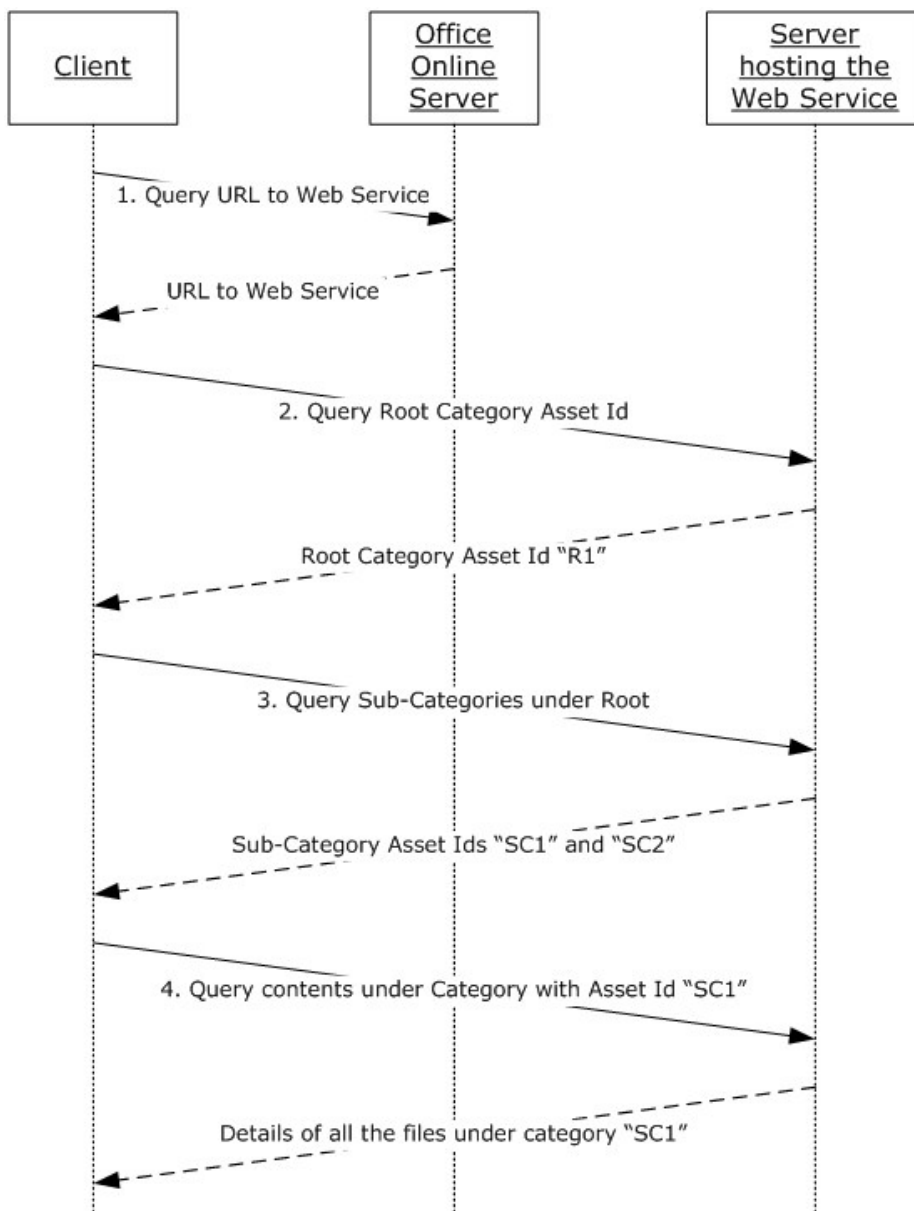 Client
Office
Online
Server
Server
hosting the
Web Service
1. Query URL to Web Service
URL to Web Service
2. Query Root Category Asset Id
Root Category Asset Id “R1”
3. Query Sub-Categories under Root
Sub-Category Asset Ids “SC1” and “SC2”
4. Query contents under Category with Asset Id “SC1”
Details of all the files under category “SC1”